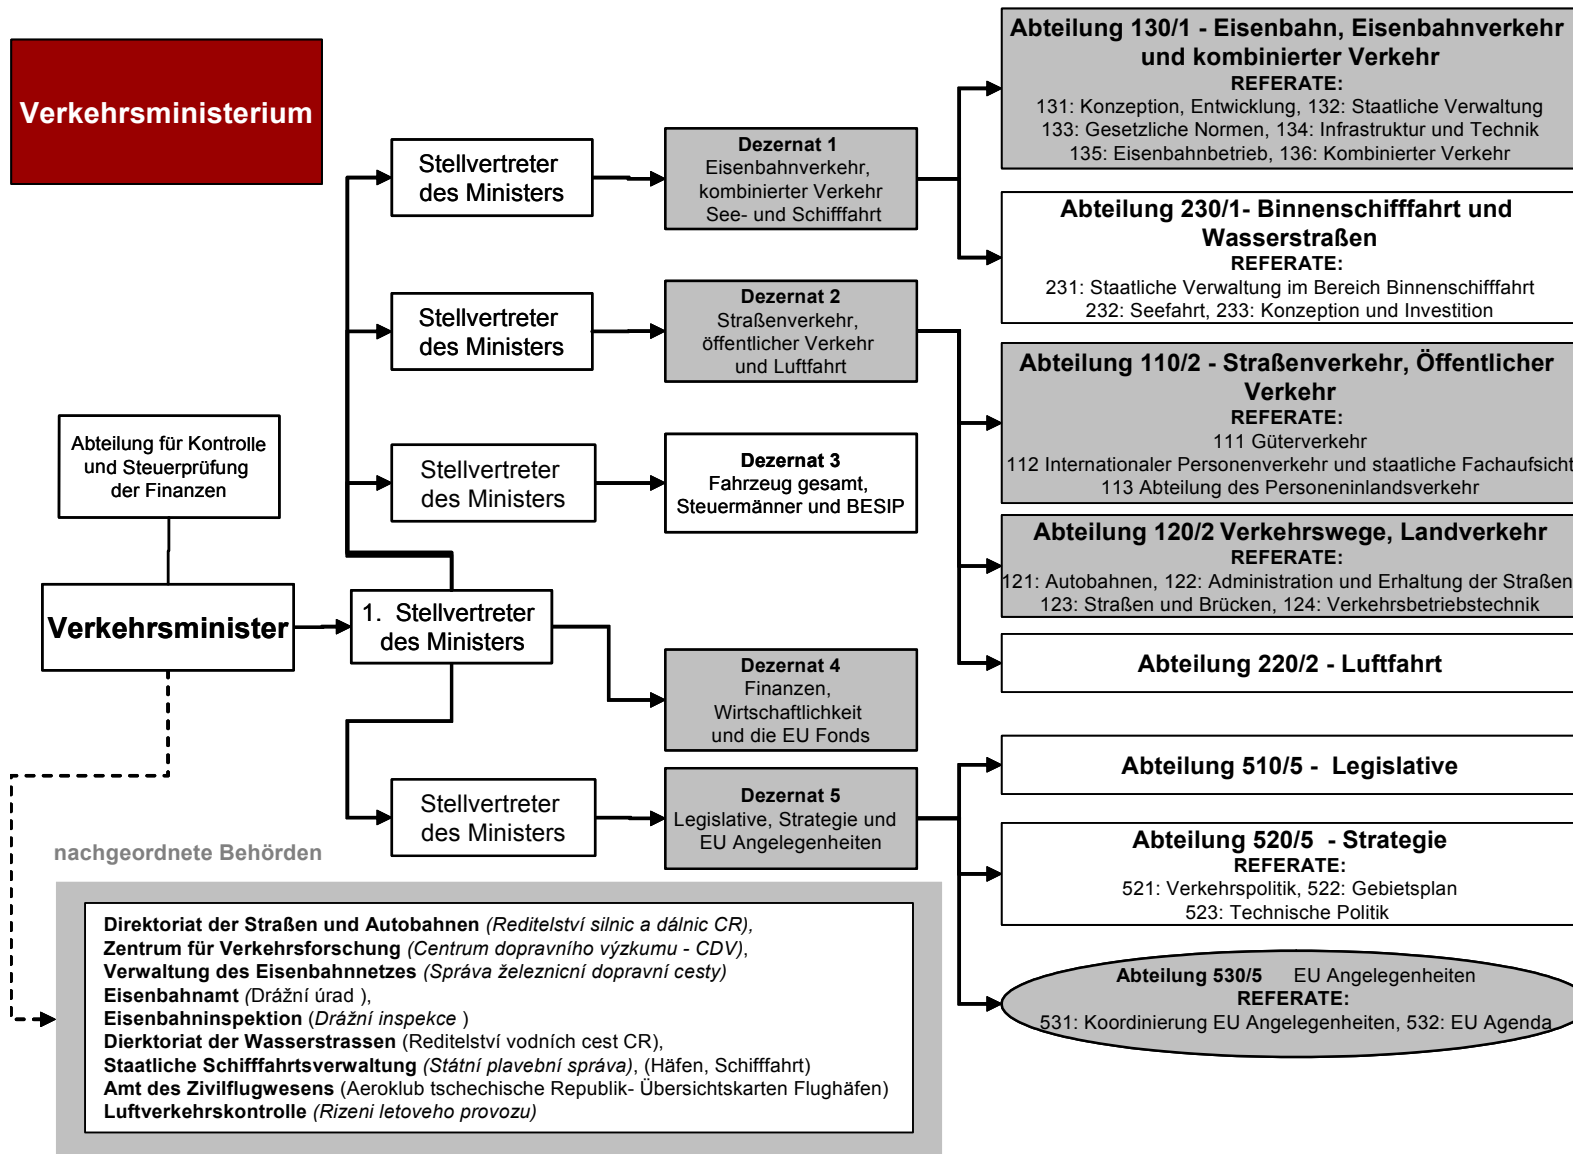 Verkehrsministerium
Abteilung für Kontrolle
und Steuerprüfung
der Finanzen
Verkehrsminister
1. Stellvertreter
des Ministers
Stellvertreter
des Ministers
Stellvertreter
des Ministers
Stellvertreter
des Ministers
Stellvertreter
des Ministers
Dezernat 1
Eisenbahnverkehr,
kombinierter Verkehr
See- und Schifffahrt
Dezernat 2
Straßenverkehr,
öffentlicher Verkehr
und Luftfahrt
Dezernat 3
Fahrzeug gesamt,
Steuermänner und BESIP
Dezernat 4
Finanzen,
Wirtschaftlichkeit
und die EU Fonds
Dezernat 5
Legislative, Strategie und
EU Angelegenheiten
Abteilung 130/1 - Eisenbahn, Eisenbahnverkehr
und kombinierter Verkehr
REFERATE:
131: Konzeption, Entwicklung, 132: Staatliche Verwaltung
133: Gesetzliche Normen, 134: Infrastruktur und Technik
135: Eisenbahnbetrieb, 136: Kombinierter Verkehr
Abteilung 230/1- Binnenschifffahrt und
Wasserstraßen
REFERATE:
231: Staatliche Verwaltung im Bereich Binnenschifffahrt
232: Seefahrt, 233: Konzeption und Investition
Abteilung 110/2 - Straßenverkehr, Öffentlicher
Verkehr
REFERATE:
111 Güterverkehr
112 Internationaler Personenverkehr und staatliche Fachaufsicht
113 Abteilung des Personeninlandsverkehr
Abteilung 120/2 Verkehrswege, Landverkehr
REFERATE:
121: Autobahnen, 122: Administration und Erhaltung der Straßen
123: Straßen und Brücken, 124: Verkehrsbetriebstechnik
Abteilung 220/2 - Luftfahrt
Abteilung 510/5 - Legislative
Abteilung 520/5 - Strategie
REFERATE:
521: Verkehrspolitik, 522: Gebietsplan
523: Technische Politik
Abteilung 530/5 EU Angelegenheiten
REFERATE:
531: Koordinierung EU Angelegenheiten, 532: EU Agenda
nachgeordnete Behörden
Direktoriat der Straßen und Autobahnen (Reditelství silnic a dálnic CR),
Zentrum für Verkehrsforschung (Centrum dopravního výzkumu - CDV),
Verwaltung des Eisenbahnnetzes (Správa železnicní dopravní cesty)
Eisenbahnamt (Drážní úrad ),
Eisenbahninspektion (Drážní inspekce )
Dierktoriat der Wasserstrassen (Reditelství vodních cest CR),
Staatliche Schifffahrtsverwaltung (Státní plavební správa), (Häfen, Schifffahrt)
Amt des Zivilflugwesens (Aeroklub tschechische Republik- Übersichtskarten Flughäfen)
Luftverkehrskontrolle (Rizeni letoveho provozu)